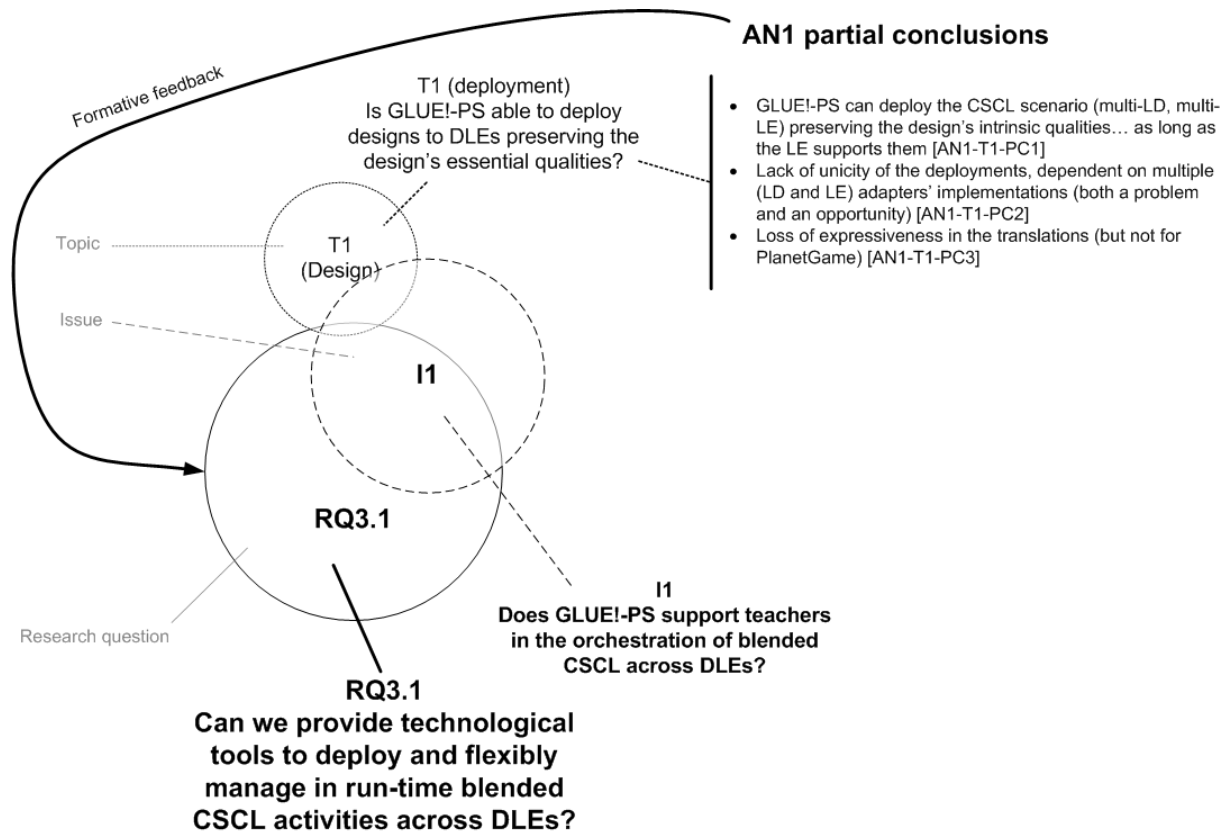 AN1 partial conclusions
Formative feedback
T1 (deployment)
Is GLUE!-PS able to deploy
designs to DLEs preserving the
design's essential qualities?
• GLUE!-PS can deploy the CSCL scenario (multi-LD, multi-
LE) preserving the design's intrinsic qualities… as long as
the LE supports them [AN1-T1-PC1]
• Lack of unicity of the deployments, dependent on multiple
(LD and LE) adapters' implementations (both a problem
and an opportunity) [AN1-T1-PC2]
• Loss of expressiveness in the translations (but not for
PlanetGame) [AN1-T1-PC3]
Topic
T1
(Design)
Issue
I1
RQ3.1
Research question
I1
Does GLUE!-PS support teachers
in the orchestration of blended
CSCL across DLEs?
RQ3.1
Can we provide technological
tools to deploy and flexibly
manage in run-time blended
CSCL activities across DLEs?